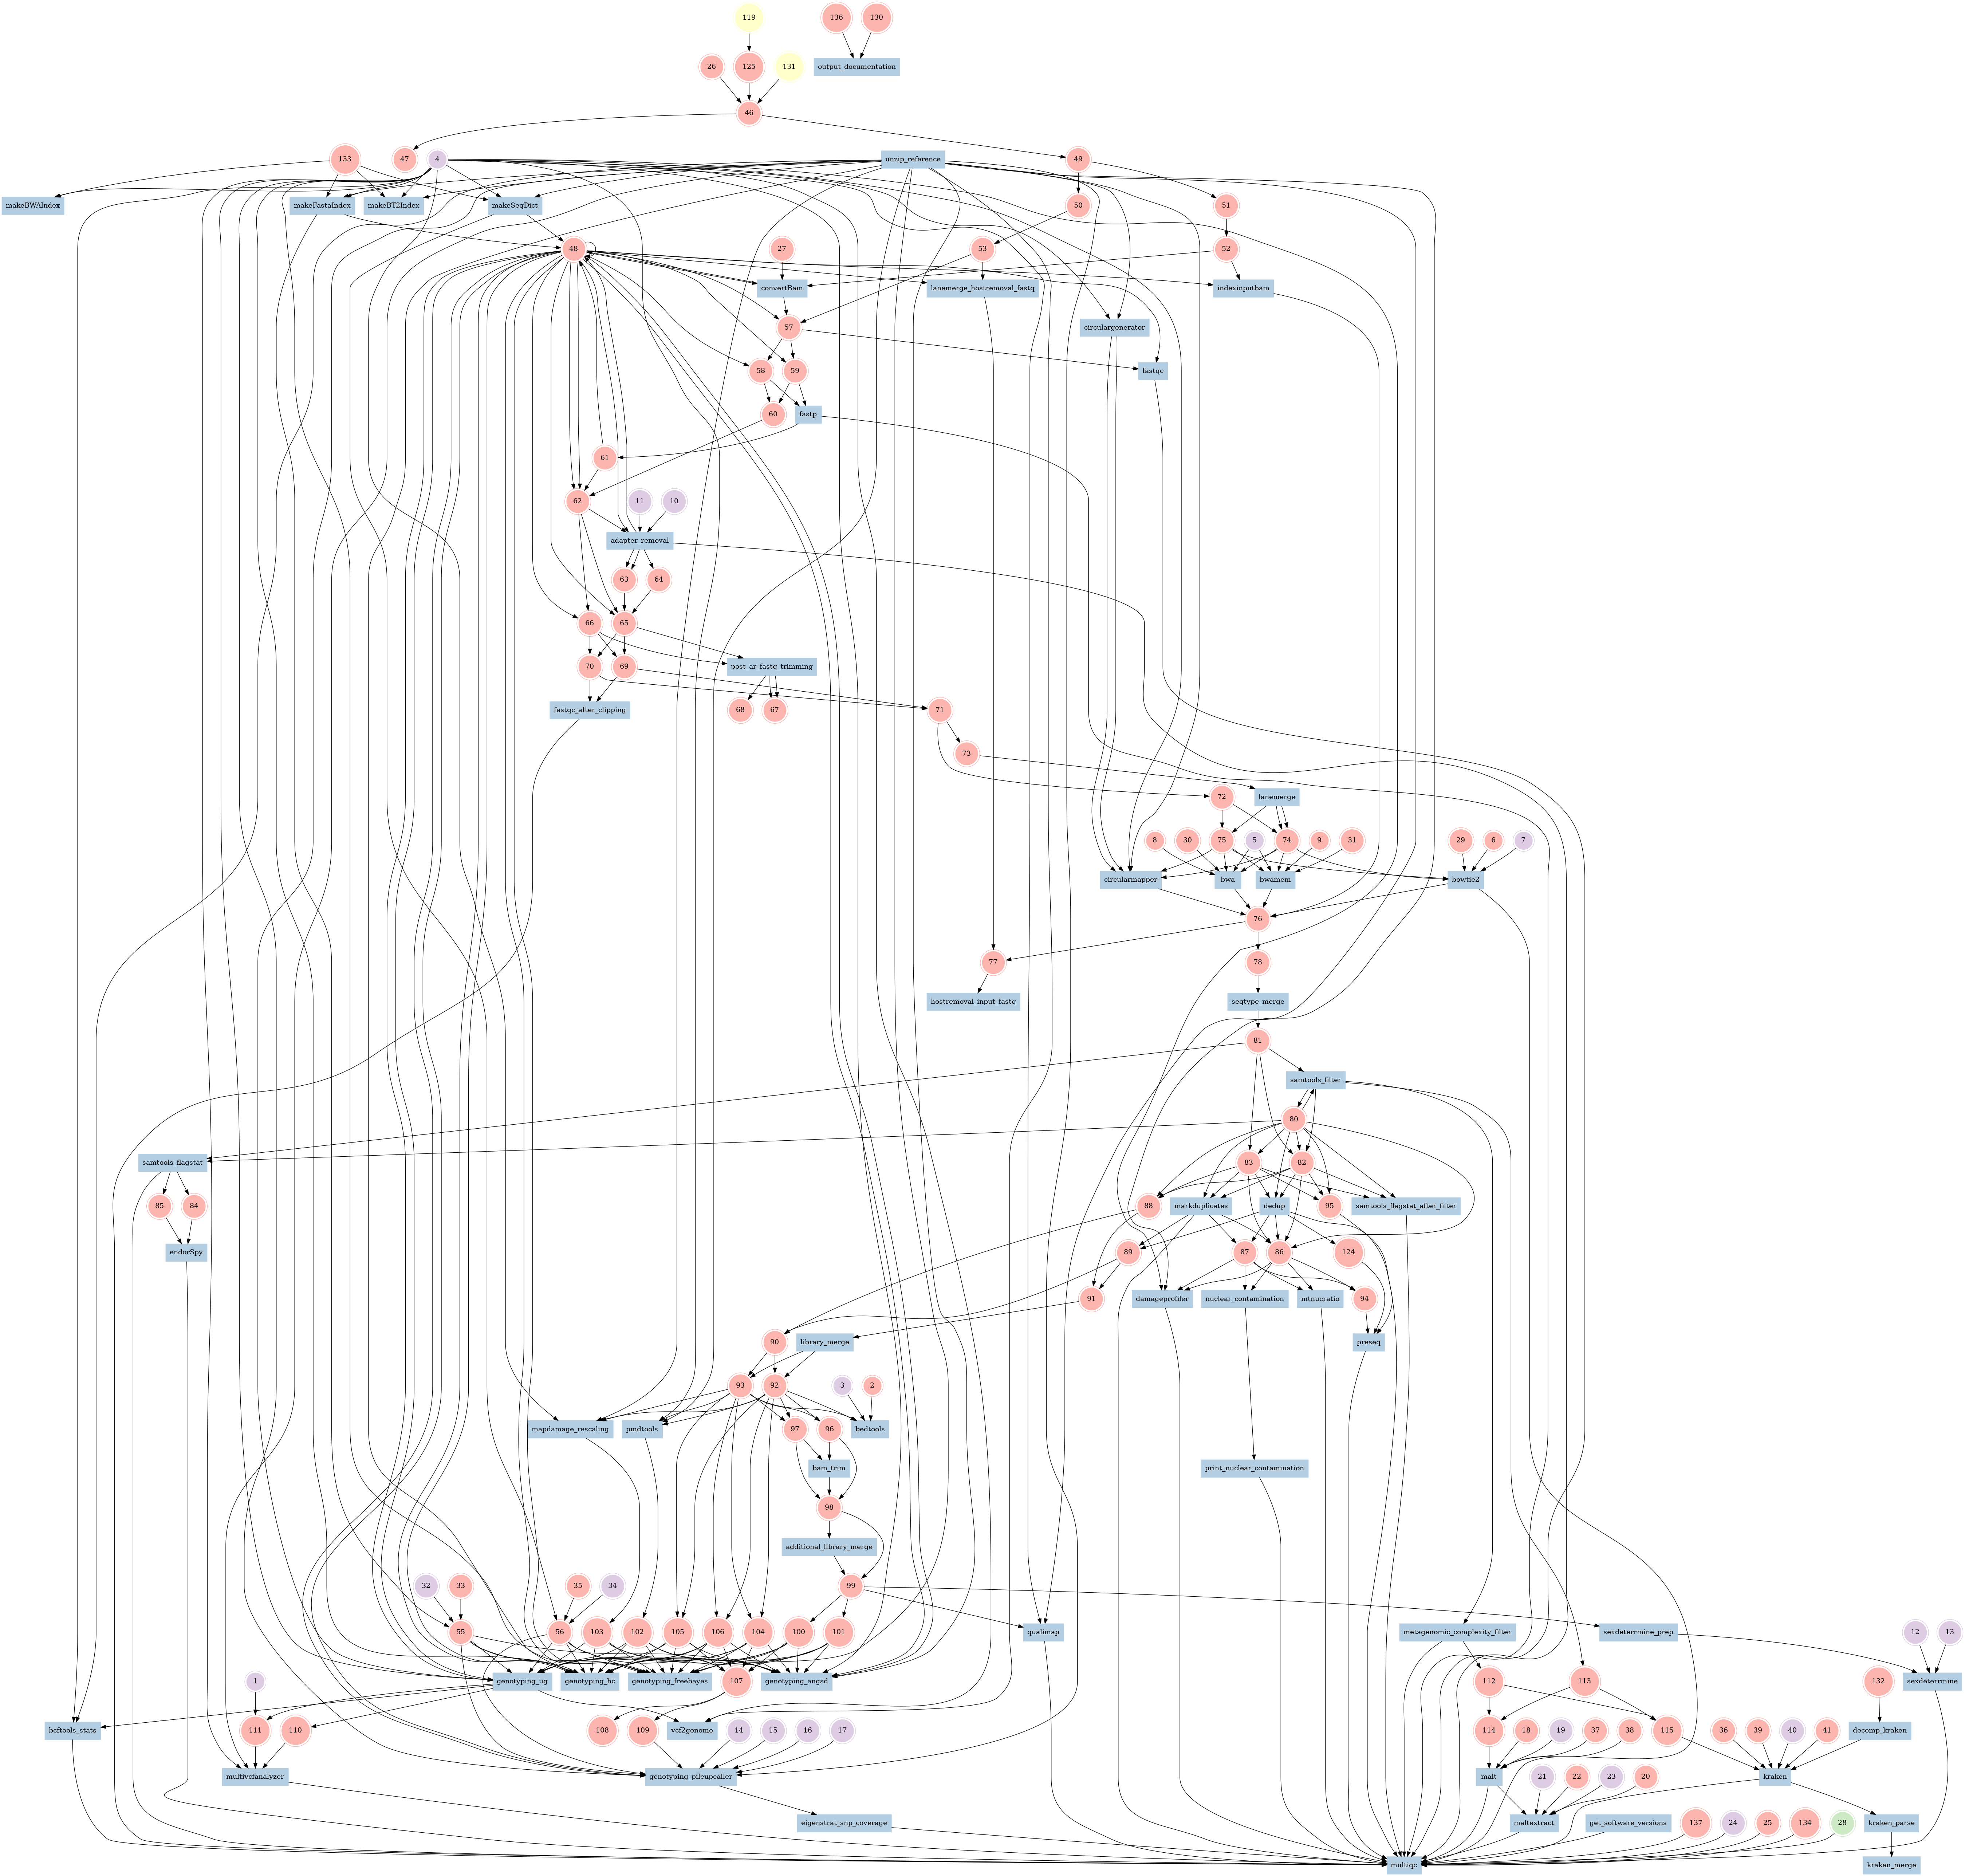 119
136
130
26
125
131
output_documentation
46
133
47
4
unzip_reference
49
makeBWAIndex
makeFastaIndex
makeBT2Index
makeSeqDict
50
51
48
27
53
52
convertBam
lanemerge_hostremoval_fastq
indexinputbam
57
circulargenerator
58
59
fastqc
60
fastp
61
62
11
10
adapter_removal
63
64
66
65
70
69
post_ar_fastq_trimming
fastqc_after_clipping
68
67
71
73
72
lanemerge
8
30
75
5
74
9
31
29
6
7
circularmapper
bwa
bwamem
bowtie2
76
77
78
hostremoval_input_fastq
seqtype_merge
81
samtools_filter
80
samtools_flagstat
83
82
85
84
88
markduplicates
dedup
95
samtools_flagstat_after_filter
endorSpy
89
87
86
124
91
damageprofiler
nuclear_contamination
mtnucratio
94
90
library_merge
preseq
93
92
3
2
mapdamage_rescaling
pmdtools
97
96
bedtools
bam_trim
print_nuclear_contamination
98
additional_library_merge
32
33
35
34
99
55
56
103
102
105
106
104
100
101
qualimap
metagenomic_complexity_filter
sexdeterrmine_prep
12
13
1
genotyping_ug
genotyping_hc
genotyping_freebayes
107
genotyping_angsd
112
113
132
sexdeterrmine
bcftools_stats
111
110
108
109
vcf2genome
14
15
16
17
114
18
19
37
38
115
36
39
40
41
decomp_kraken
multivcfanalyzer
genotyping_pileupcaller
malt
21
22
23
20
kraken
eigenstrat_snp_coverage
maltextract
get_software_versions
137
24
25
134
28
kraken_parse
multiqc
kraken_merge